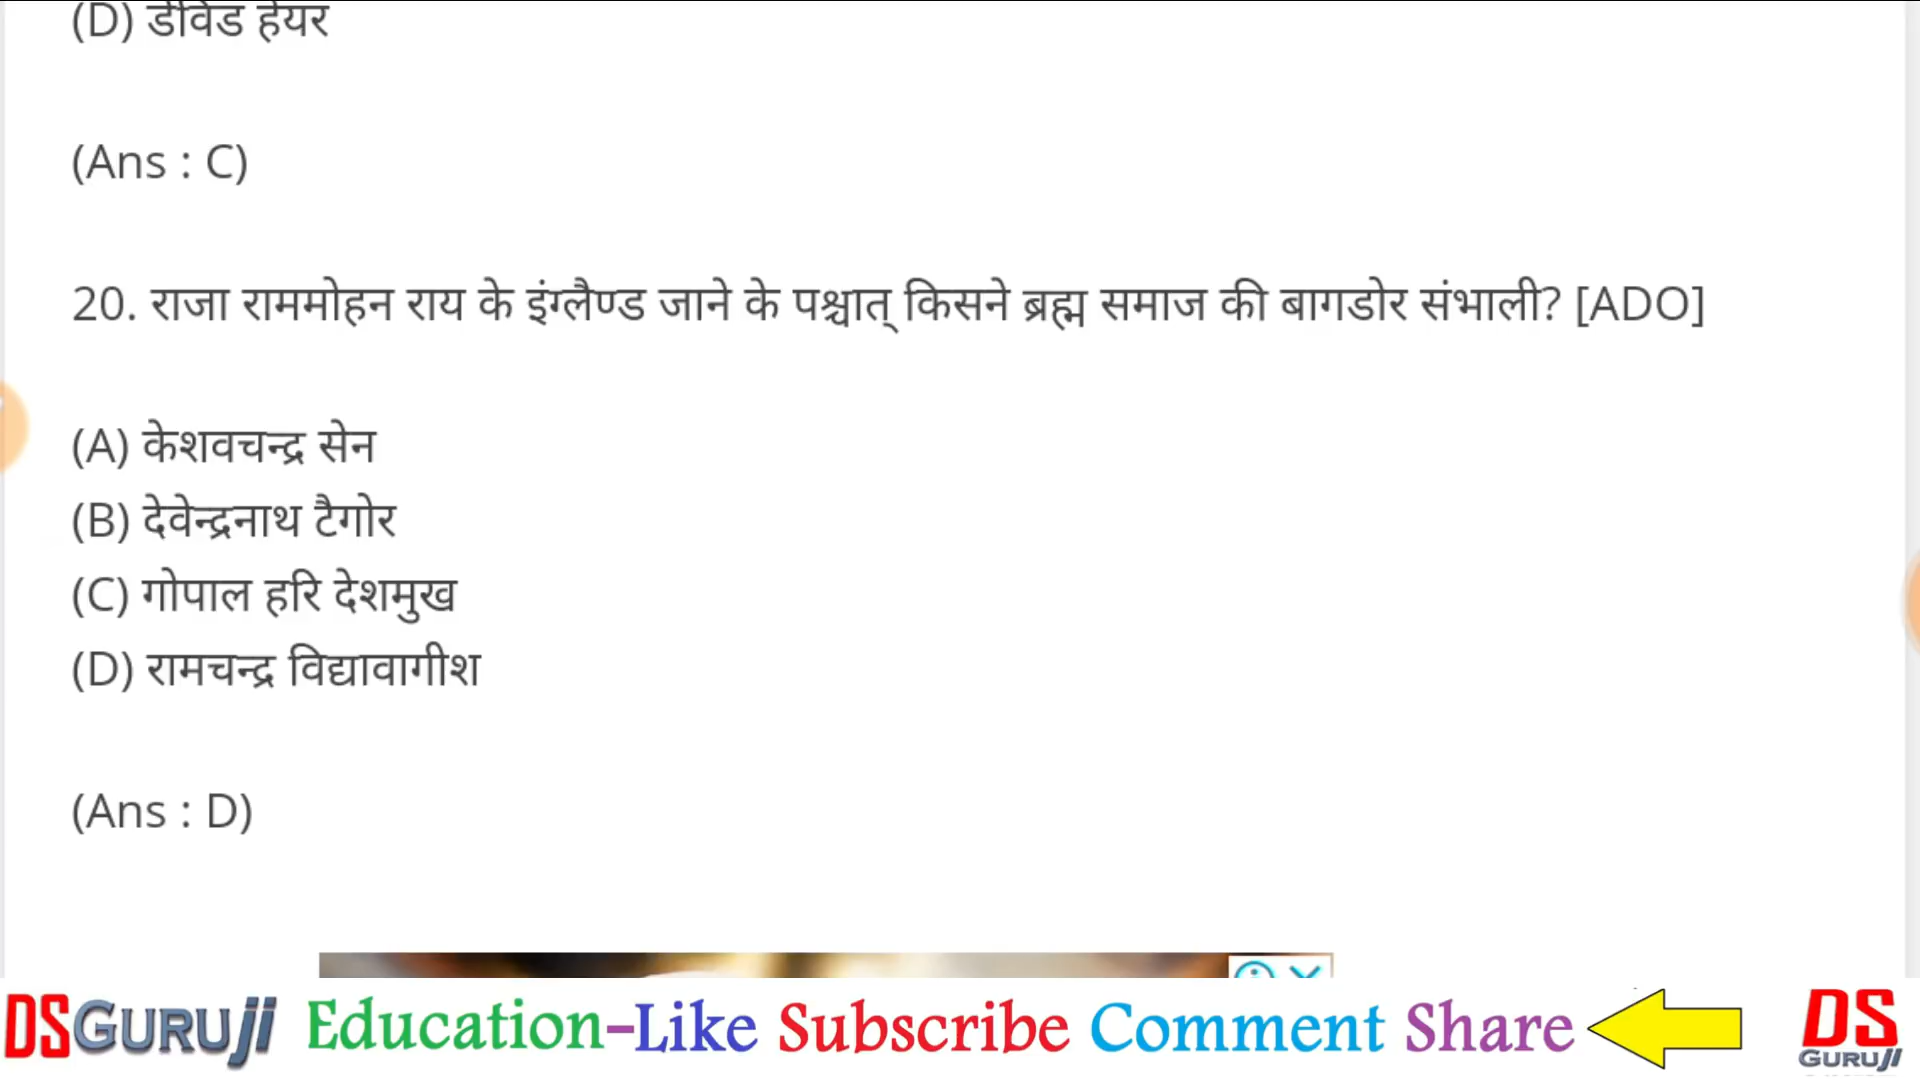 (D) डेविड हेयर
(Ans : C)
20. राजा राममोहन राय के इंग्लैण्ड जाने के पश्चात् किसने ब्रह्म समाज की बागडोर संभाली? [ADO]
(A) केशवचन्द्र सेन
(B) देवेन्द्रनाथ टैगोर
(C) गोपाल हरि देशमुख
(D) रामचन्द्र विद्यावागीश
(Ans : D)
DSGURUJI Education-Like Subscribe Comment Share DS
GURUJI